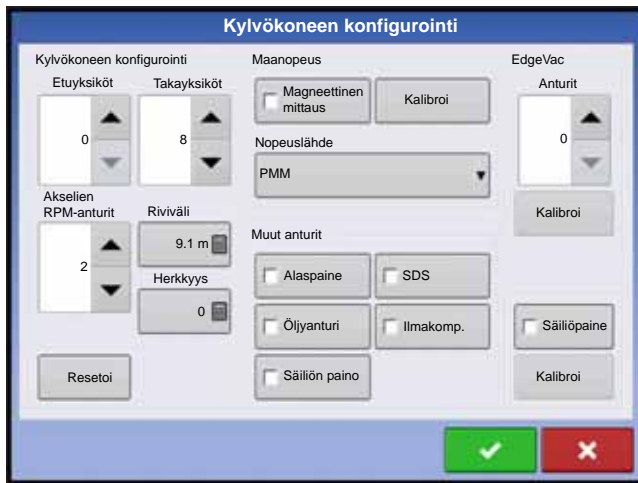 Kylvökoneen konfigurointi
Kylvökoneen konfigurointi
Etuyksiköt
Takayksiköt
0
8
Akselien
RPM-anturit
2
Riviväli
9.1 m
Herkkyys
0
Resetoi
Maanopeus
Magneettinen
mittaus
Kalibroi
Nopeuslähde
PMM
Muut anturit
Alaspaine
SDS
Öljyanturi
Ilmakomp.
Säiliön paino
EdgeVac
Anturit
0
Kalibroi
Säiliöpaine
Kalibroi